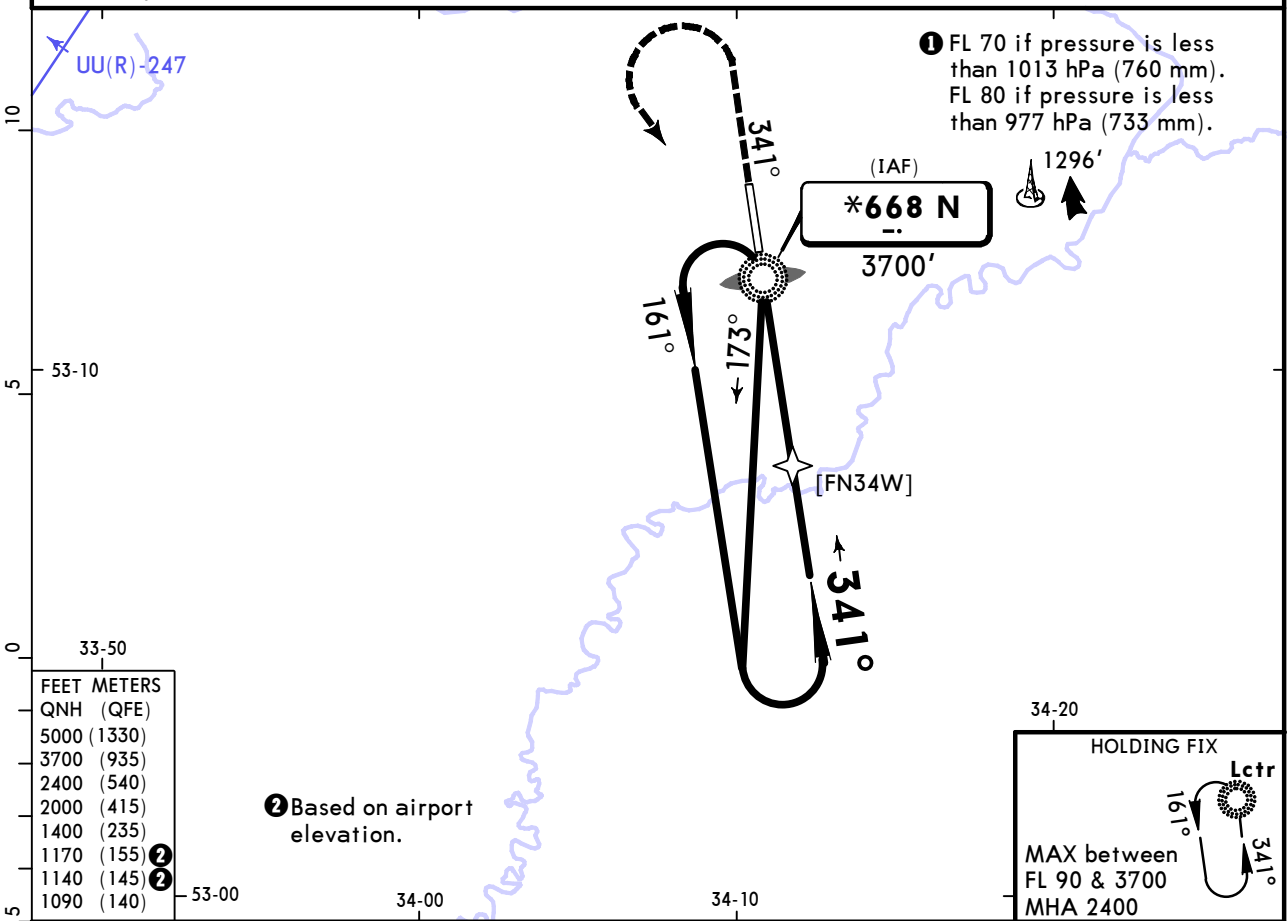 UU(R)-247
❶ FL 70 if pressure is less
than 1013 hPa (760 mm).
FL 80 if pressure is less
than 977 hPa (733 mm).
10
341°
1296'
(IAF)
*668 N
3700'
161°
173°
5
53-10
[FN34W]
341°
0
33-50
FEET METERS
QNH (QFE)
5000 (1330)
3700 (935)
2400 (540)
2000 (415)
1400 (235)
1170 (155) ❷
1140 (145) ❷
1090 (140)
❷ Based on airport
elevation.
34-20
HOLDING FIX
Lctr
161°
341°
MAX between
FL 90 & 3700
MHA 2400
5
53-00
34-00
34-10